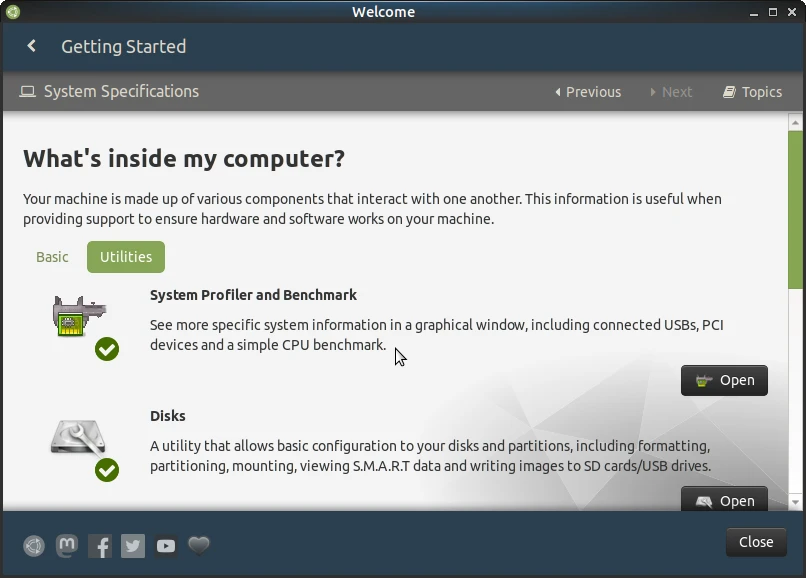 Welcome
Getting Started
System Specifications
Previous
Next
Topics
What's inside my computer?
Your machine is made up of various components that interact with one another. This information is useful when
providing support to ensure hardware and software works on your machine.
Basic
Utilities
System Profiler and Benchmark
See more specific system information in a graphical window, including connected USBs, PCI
devices and a simple CPU benchmark.
Open
Disks
A utility that allows basic configuration to your disks and partitions, including formatting,
partitioning, mounting, viewing S.M.A.R.T data and writing images to SD cards/USB drives.
Open
Close